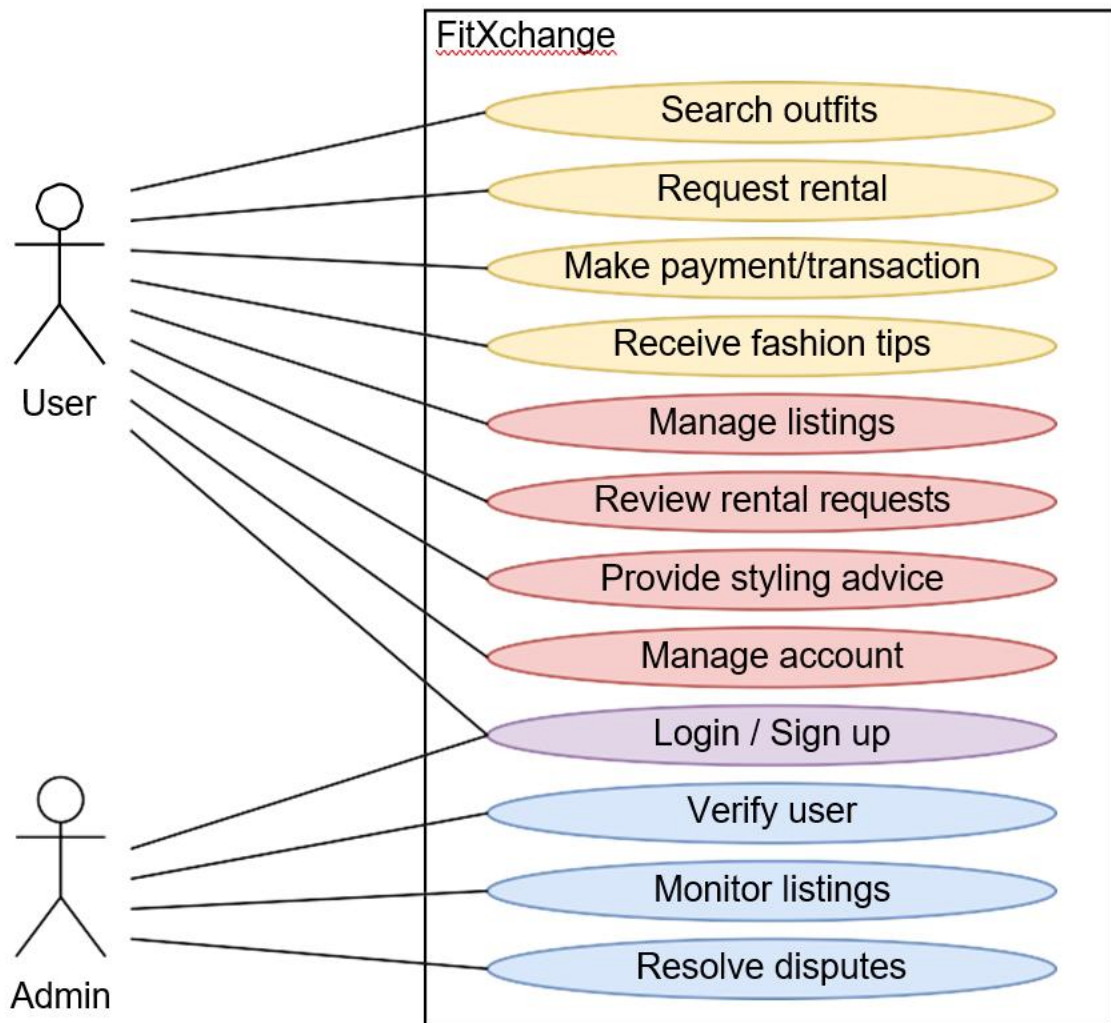 FitXchange
Search outfits
Request rental
Make payment/transaction
Receive fashion tips
User
Manage listings
Review rental requests
Provide styling advice
Manage account
Login / Sign up
Verify user
Monitor listings
Resolve disputes
Admin